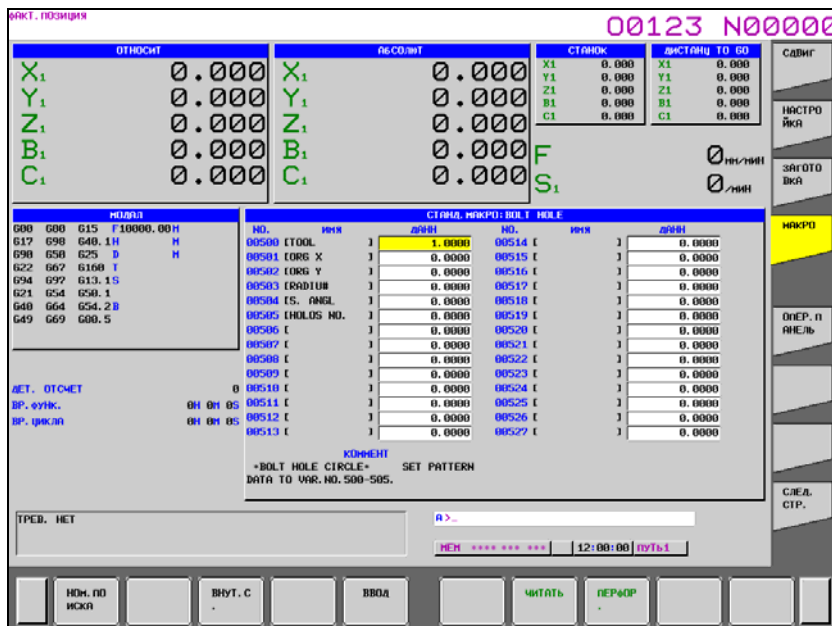 ФАКТ. ПОЗИЦИЯ
O0123 N00000
ОТНОСИТ
X1 0.000
Y1 0.000
Z1 0.000
B1 0.000
C1 0.000
АБСОЛЮТ
X1 0.000
Y1 0.000
Z1 0.000
B1 0.000
C1 0.000
СТАНОК
X1 0.000
Y1 0.000
Z1 0.000
B1 0.000
C1 0.000
ДИСТАНЦ TO GO
X1 0.000
Y1 0.000
Z1 0.000
B1 0.000
C1 0.000
F 0 мм/мин
S1 0 /мин
МОДАЛ
G00 G80 G15 F10000.00 M
G17 G98 G40.1 H M
G90 G50 G25 D M
G22 G67 G160 T
G94 G97 G13.1 S
G21 G54 G50.1
G40 G64 G54.2 B
G49 G69 G80.5
ДЕТ. ОТСЧЕТ 0
ВР. ФУНК. 0H 0M 0S
ВР. ЦИКЛА 0H 0M 0S
СТАНД. МАКРО: BOLT HOLE
NO. ИМЯ ДАНН NO. ИМЯ ДАНН
00500 [TOOL ] 1.0000 00514 [ ] 0.0000
00501 [ORG X ] 0.0000 00515 [ ] 0.0000
00502 [ORG Y ] 0.0000 00516 [ ] 0.0000
00503 [RADIU# ] 0.0000 00517 [ ] 0.0000
00504 [S. ANGL ] 0.0000 00518 [ ] 0.0000
00505 [HOLOS NO. ] 0.0000 00519 [ ] 0.0000
00506 [ ] 0.0000 00520 [ ] 0.0000
00507 [ ] 0.0000 00521 [ ] 0.0000
00508 [ ] 0.0000 00522 [ ] 0.0000
00509 [ ] 0.0000 00523 [ ] 0.0000
00510 [ ] 0.0000 00524 [ ] 0.0000
00511 [ ] 0.0000 00525 [ ] 0.0000
00512 [ ] 0.0000 00526 [ ] 0.0000
00513 [ ] 0.0000 00527 [ ] 0.0000
КОММЕНТ
*BOLT HOLE CIRCLE* SET PATTERN
DATA TO VAR. NO. 500-505.
ТРЕВ. НЕТ
A>_
MEM **** *** *** 12:00:00 ПУТЬ1
СДВИГ
НАСТРО
ЙКА
ЗАГОТО
ВКА
МАКРО
ОПЕР. П
АНЕЛЬ
СЛЕД.
СТР.
НОМ. ПО
ИСКА
ВНУТ. С
.
ВВОД
ЧИТАТЬ
ПЕРФОР
.